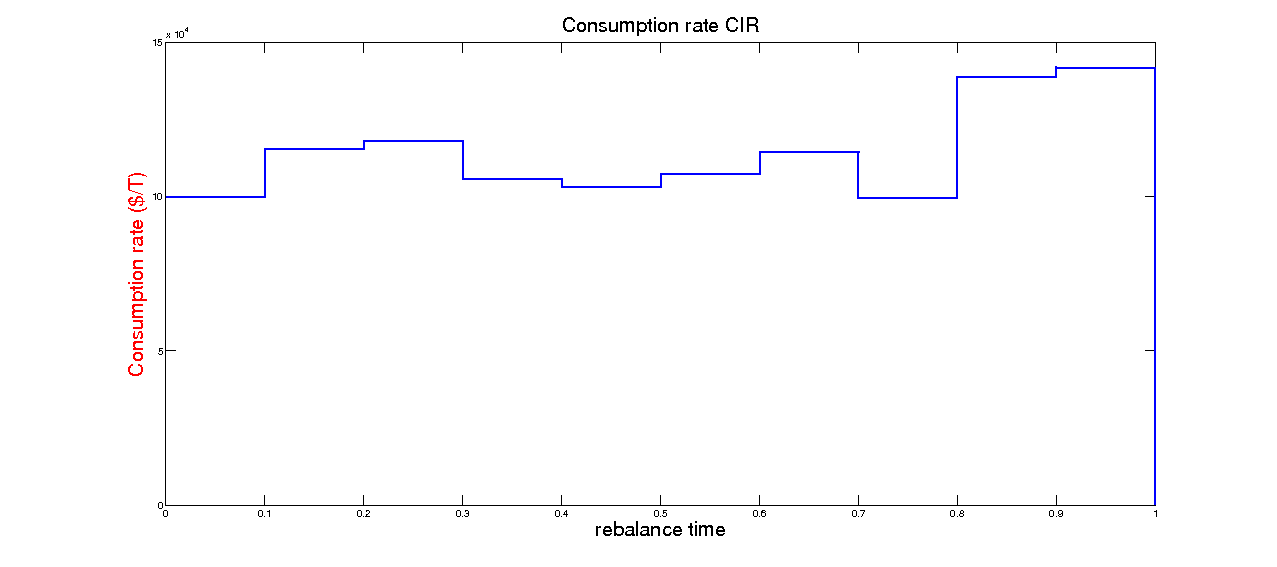 Consumption rate CIR
x 10^4
15
10
5
0
Consumption rate ($/T)
0 0.1 0.2 0.3 0.4 0.5 0.6 0.7 0.8 0.9 1
rebalance time